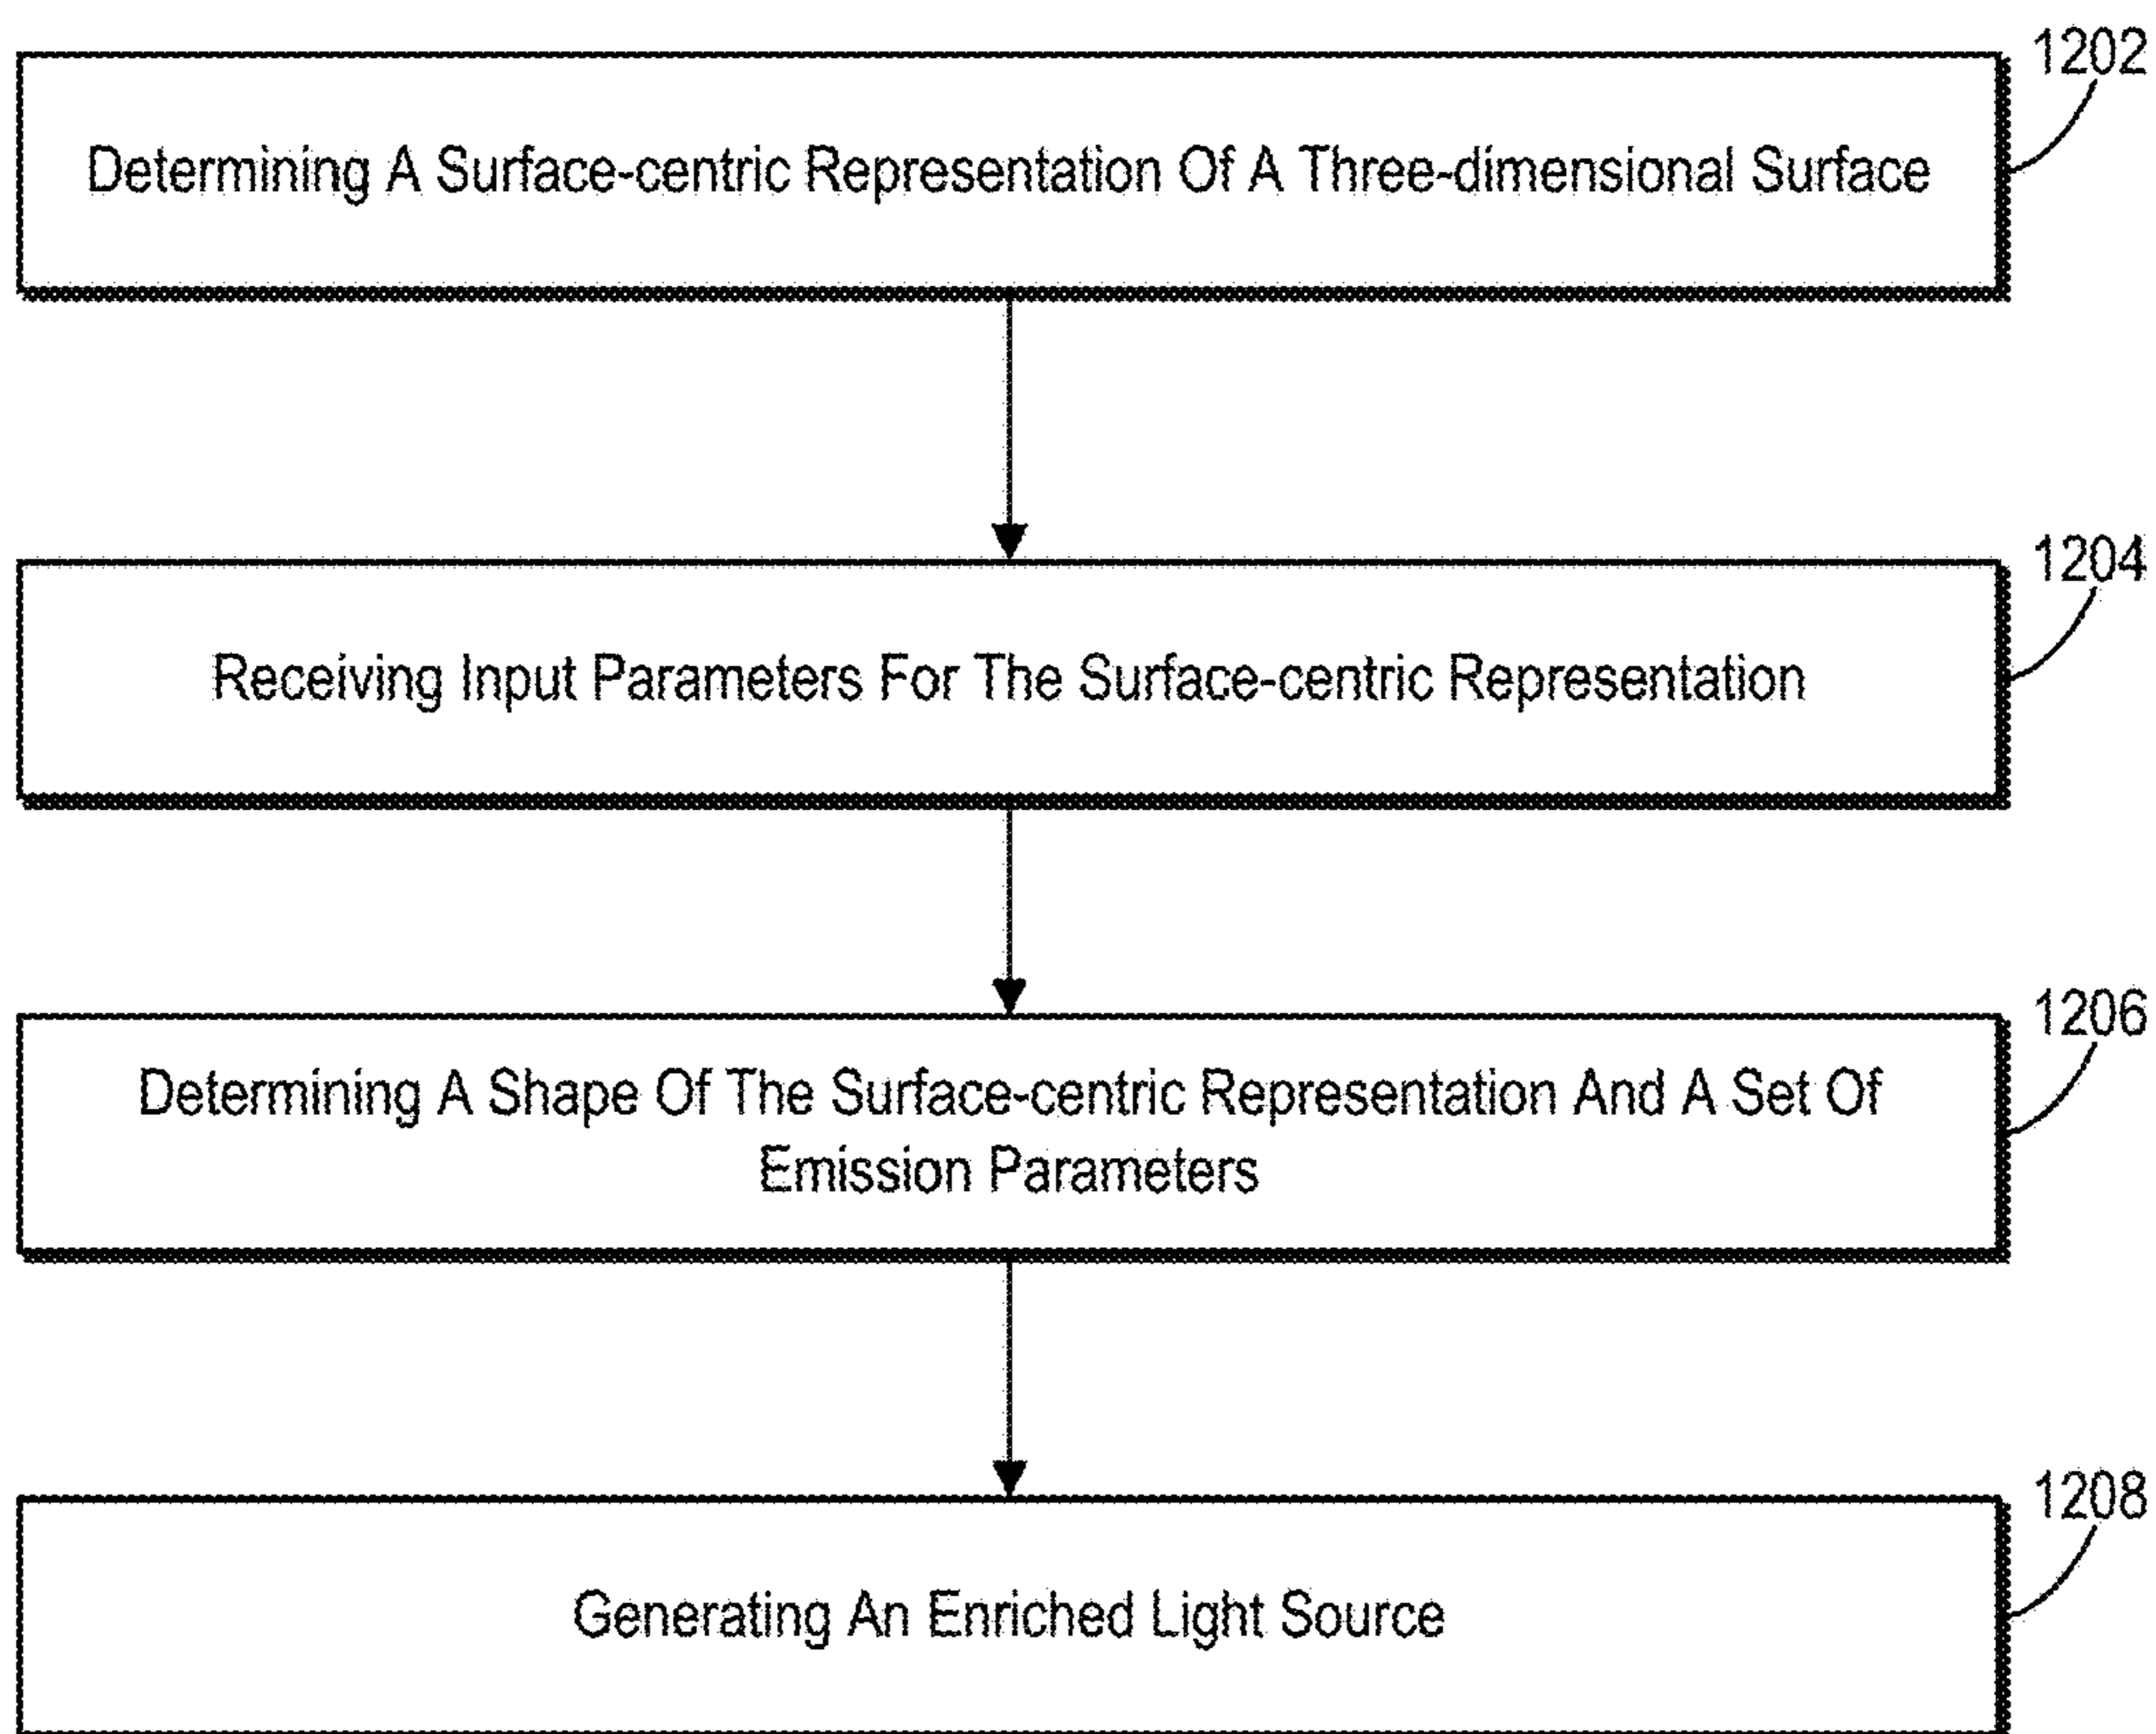 1202
Determining A Surface-centric Representation Of A Three-dimensional Surface
1204
Receiving Input Parameters For The Surface-centric Representation
1206
Determining A Shape Of The Surface-centric Representation And A Set Of
Emission Parameters
1208
Generating An Enriched Light Source